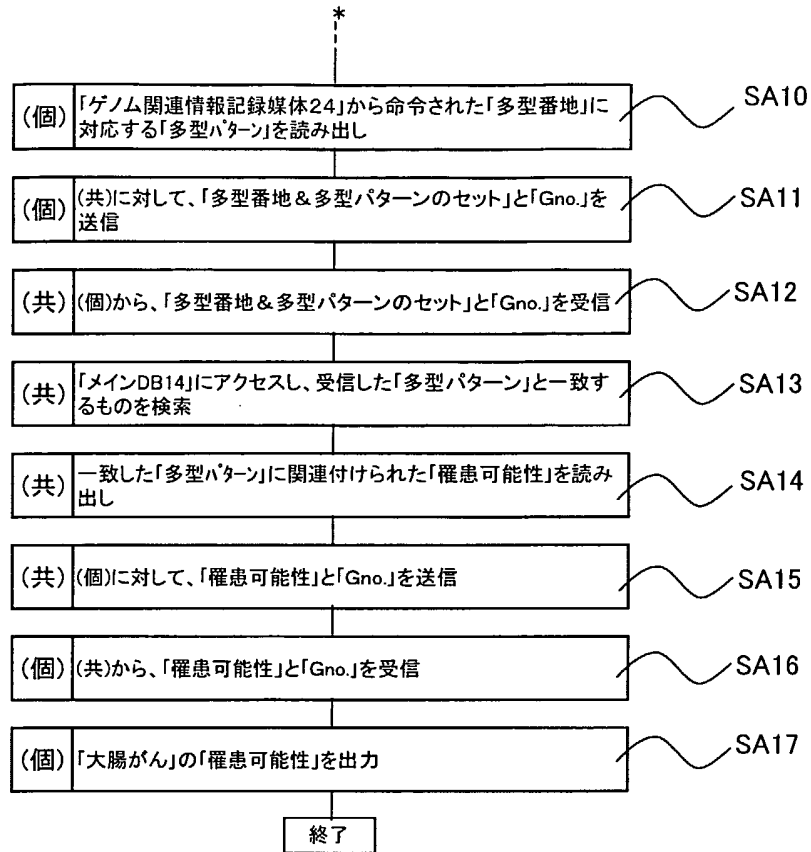 *
(個) 「ゲノム関連情報記録媒体24」から命令された「多型番地」に
対応する「多型パターン」を読み出し
SA10
(個) (共)に対して、「多型番地&多型パターンのセット」と「Gno.」を
送信
SA11
(共) (個)から、「多型番地&多型パターンのセット」と「Gno.」を受信
SA12
(共) 「メインDB14」にアクセスし、受信した「多型パターン」と一致す
るものを検索
SA13
(共) 一致した「多型パターン」に関連付けられた「罹患可能性」を読み
出し
SA14
(共) (個)に対して、「罹患可能性」と「Gno.」を送信
SA15
(個) (共)から、「罹患可能性」と「Gno.」を受信
SA16
(個) 「大腸がん」の「罹患可能性」を出力
SA17
終了